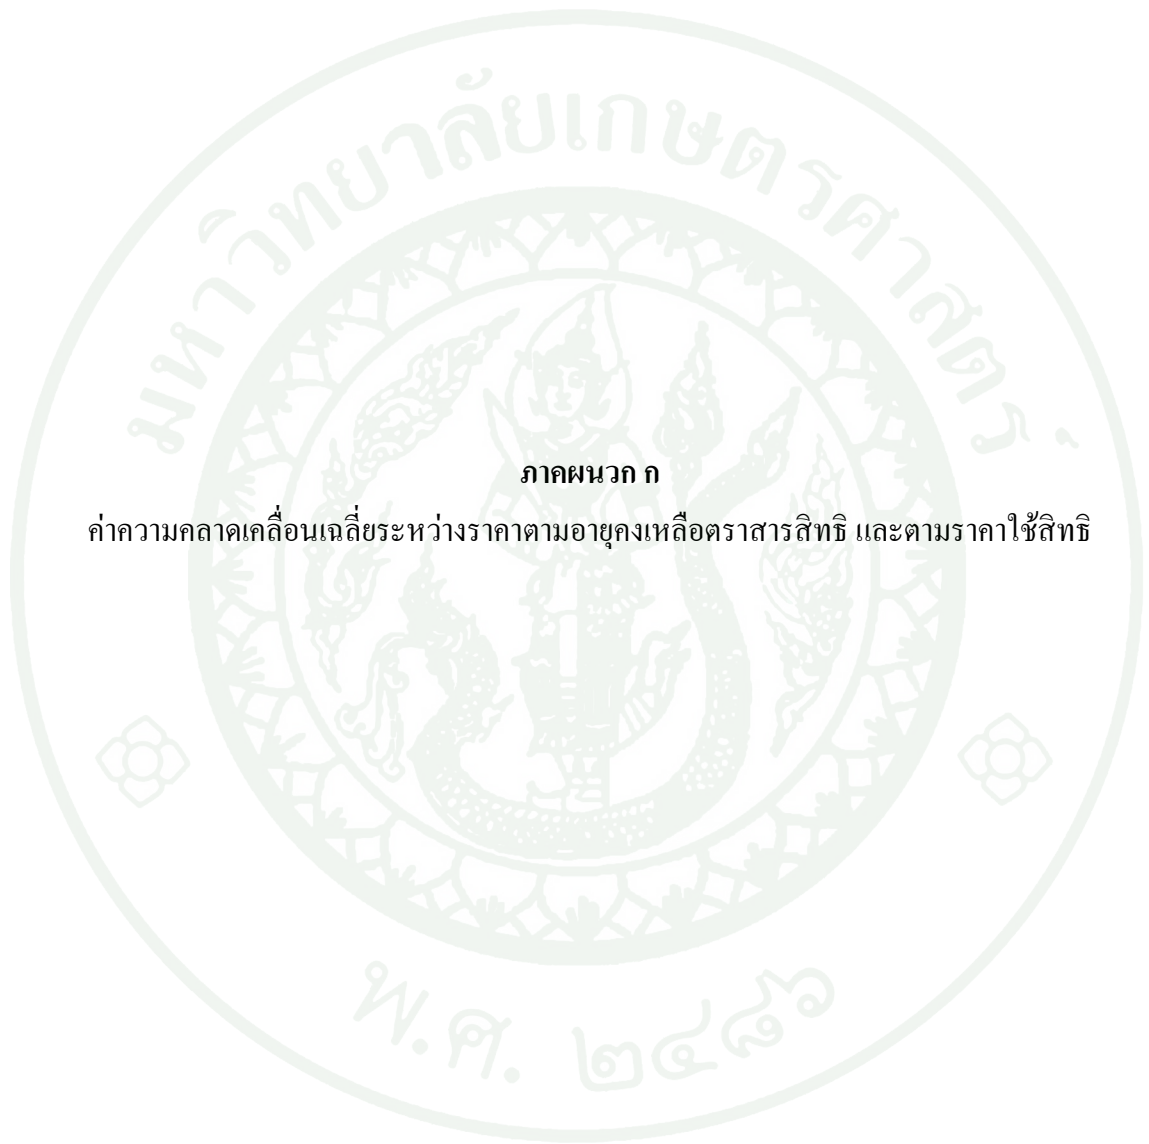 มหาวิทยาลัยเกษตรศาสตร์
ภาคผนวก ก
ค่าความคลาดเคลื่อนเฉลี่ยระหว่างราคาตามอายุคงเหลือตราสารสิทธิ และตามราคาใช้สิทธิ
พ.ศ. ๒๔๘๖